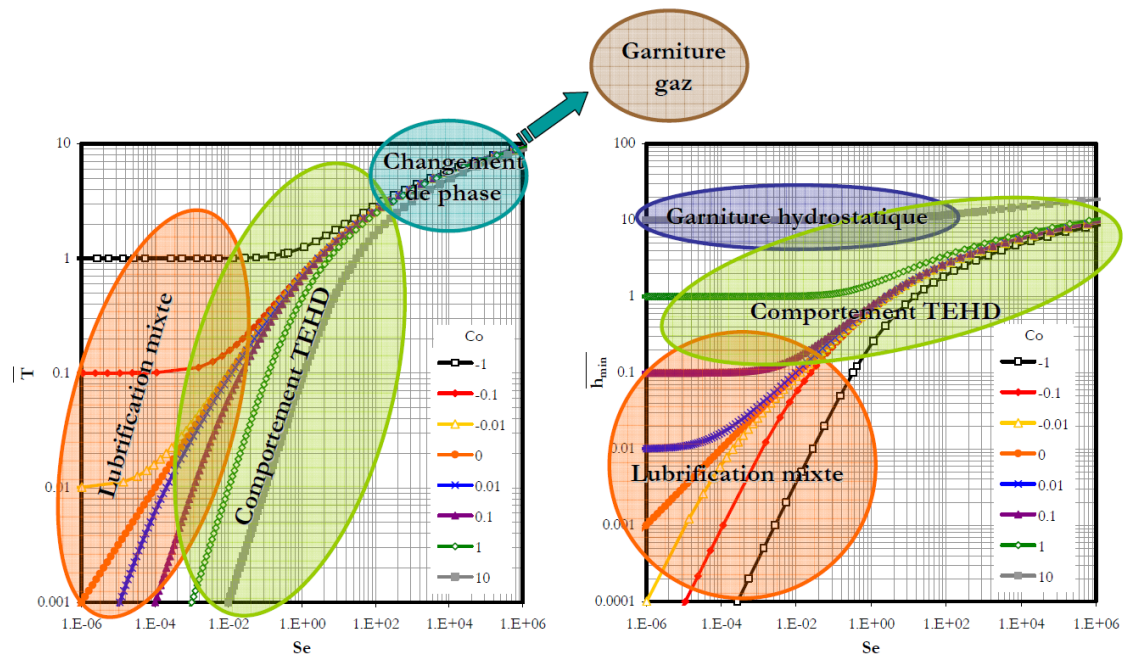 Garniture
gaz
10
1
0.1
0.01
0.001
T
Changement
de phase
Lubrification mixte
Comportement TEHD
Co
-1
-0.1
-0.01
0
0.01
0.1
1
10
1.E-06
1.E-04
1.E-02
1.E+00
1.E+02
1.E+04
1.E+06
Se
100
10
1
0.1
0.01
0.001
0.0001
h min
Garniture hydrostatique
Comportement TEHD
Lubrification mixte
Co
-1
-0.1
-0.01
0
0.01
0.1
1
10
1.E-06
1.E-04
1.E-02
1.E+00
1.E+02
1.E+04
1.E+06
Se